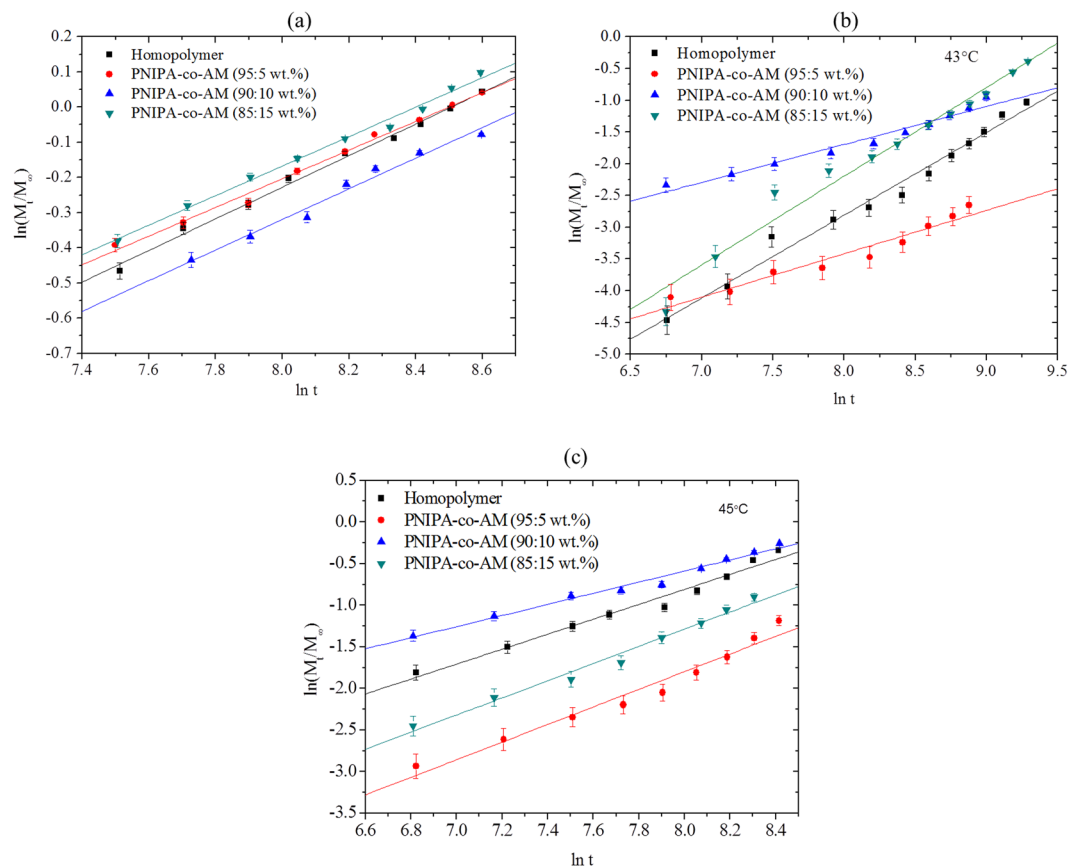 (a)
Homopolymer
PNIPA-co-AM (95:5 wt.%)
PNIPA-co-AM (90:10 wt.%)
PNIPA-co-AM (85:15 wt.%)
0.2
0.1
0.0
-0.1
-0.2
-0.3
-0.4
-0.5
-0.6
-0.7
ln(Mt/M∞)
7.4 7.6 7.8 8.0 8.2 8.4 8.6
ln t
(b)
43°C
Homopolymer
PNIPA-co-AM (95:5 wt.%)
PNIPA-co-AM (90:10 wt.%)
PNIPA-co-AM (85:15 wt.%)
0.0
-0.5
-1.0
-1.5
-2.0
-2.5
-3.0
-3.5
-4.0
-4.5
-5.0
ln(Mt/M∞)
6.5 7.0 7.5 8.0 8.5 9.0 9.5
ln t
(c)
45°C
Homopolymer
PNIPA-co-AM (95:5 wt.%)
PNIPA-co-AM (90:10 wt.%)
PNIPA-co-AM (85:15 wt.%)
0.5
0.0
-0.5
-1.0
-1.5
-2.0
-2.5
-3.0
-3.5
ln(Mt/M∞)
6.6 6.8 7.0 7.2 7.4 7.6 7.8 8.0 8.2 8.4
ln t